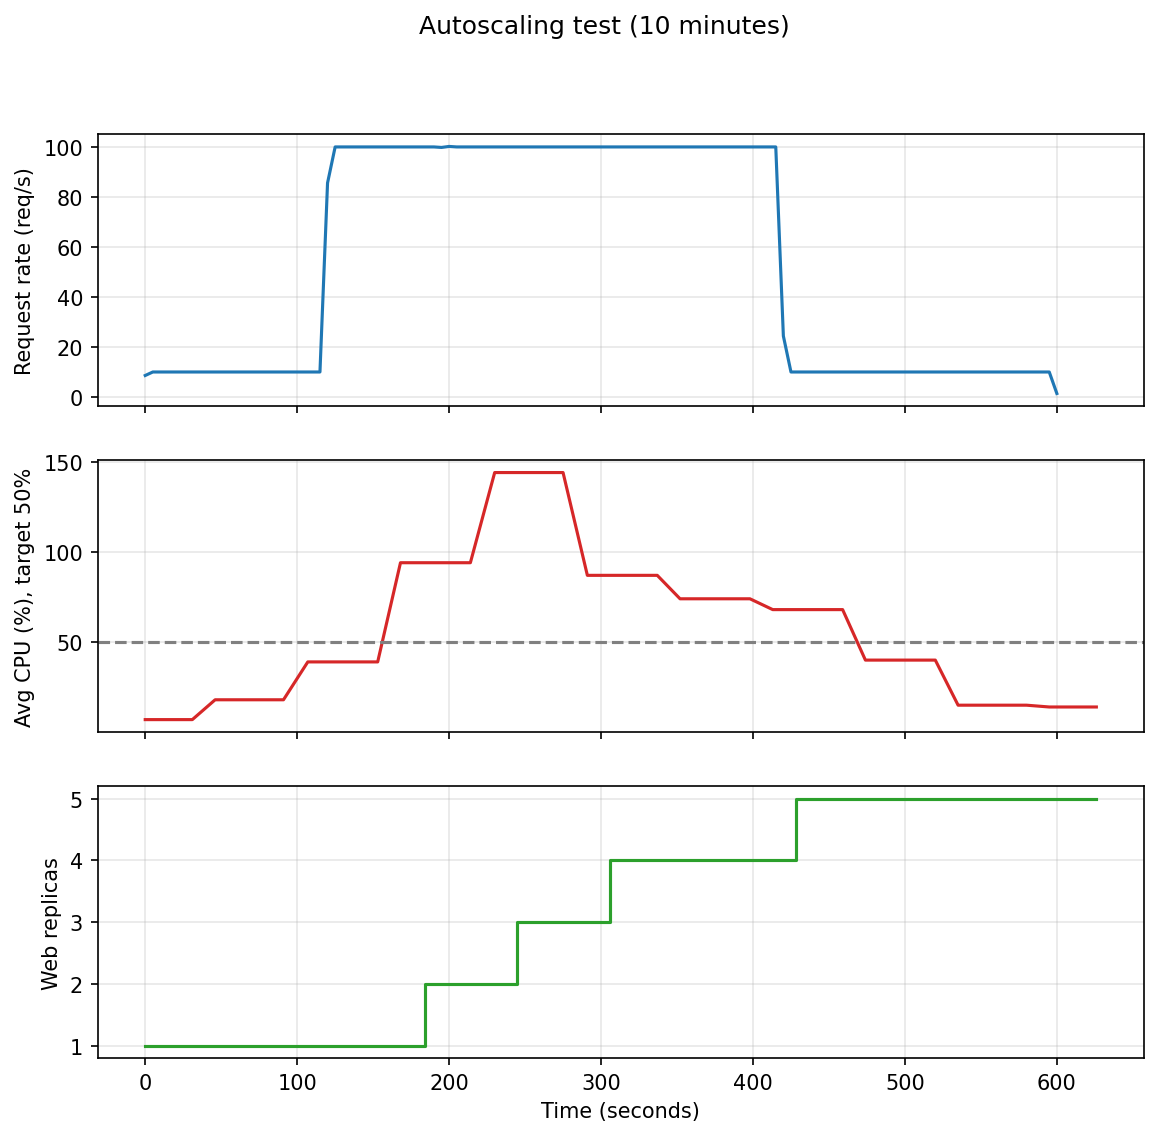 Autoscaling test (10 minutes)
Request rate (req/s)
100
80
60
40
20
0
Avg CPU (%), target 50%
150
100
50
Web replicas
5
4
3
2
1
0 100 200 300 400 500 600
Time (seconds)